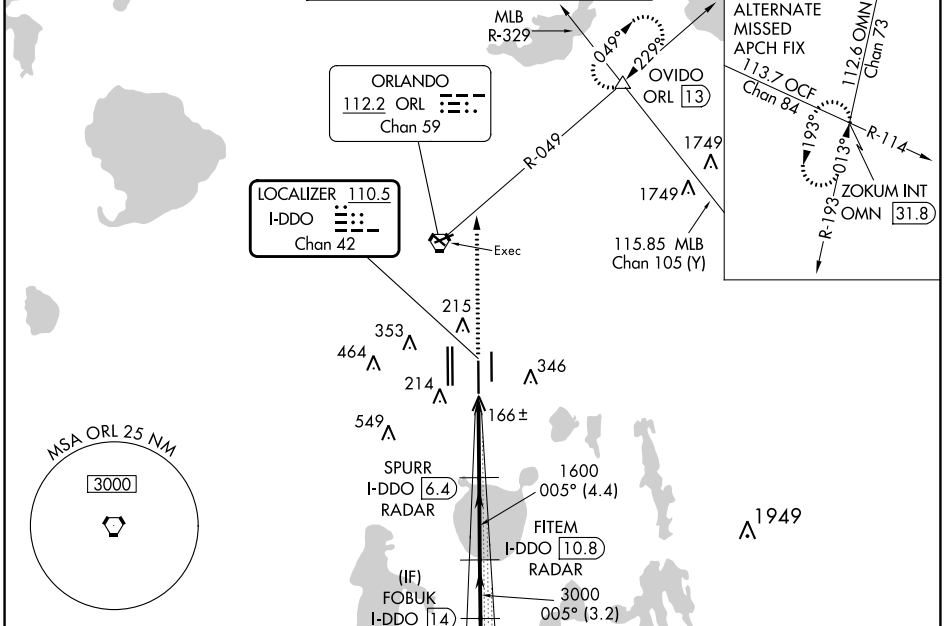 MLB
R-329
049°
229°
OVIDO
ORL 13
ALTERNATE
MISSED
APCH FIX
112.6 OMN
Chan 73
113.7 OCF
Chan 84
193°
013°
R-114
R-193
ZOKUM INT
OMN 31.8
ORLANDO
112.2 ORL
Chan 59
R-049
1749
1749
LOCALIZER 110.5
I-DDO
Chan 42
Exec
115.85 MLB
Chan 105 (Y)
215
353
464
346
214
166±
549
MSA ORL 25 NM
3000
SPURR
I-DDO 6.4
RADAR
1600
005° (4.4)
FITEM
I-DDO 10.8
RADAR
1949
(IF)
FOBUK
I-DDO 14
3000
005° (3.2)